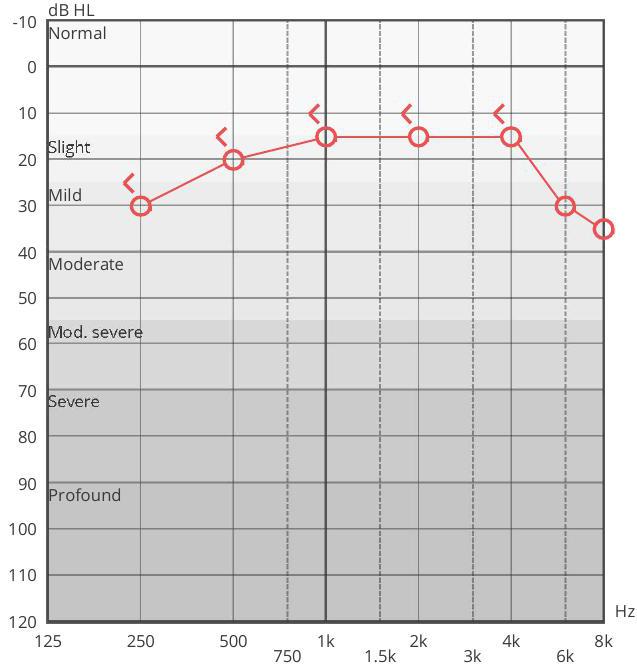 dB HL
-10
Normal
0
10
Slight
20
Mild
30
40
Moderate
50
Mod. severe
60
70
Severe
80
90
Profound
100
110
120
Hz
125 250 500 1k 2k 4k 8k
750 1.5k 3k 6k